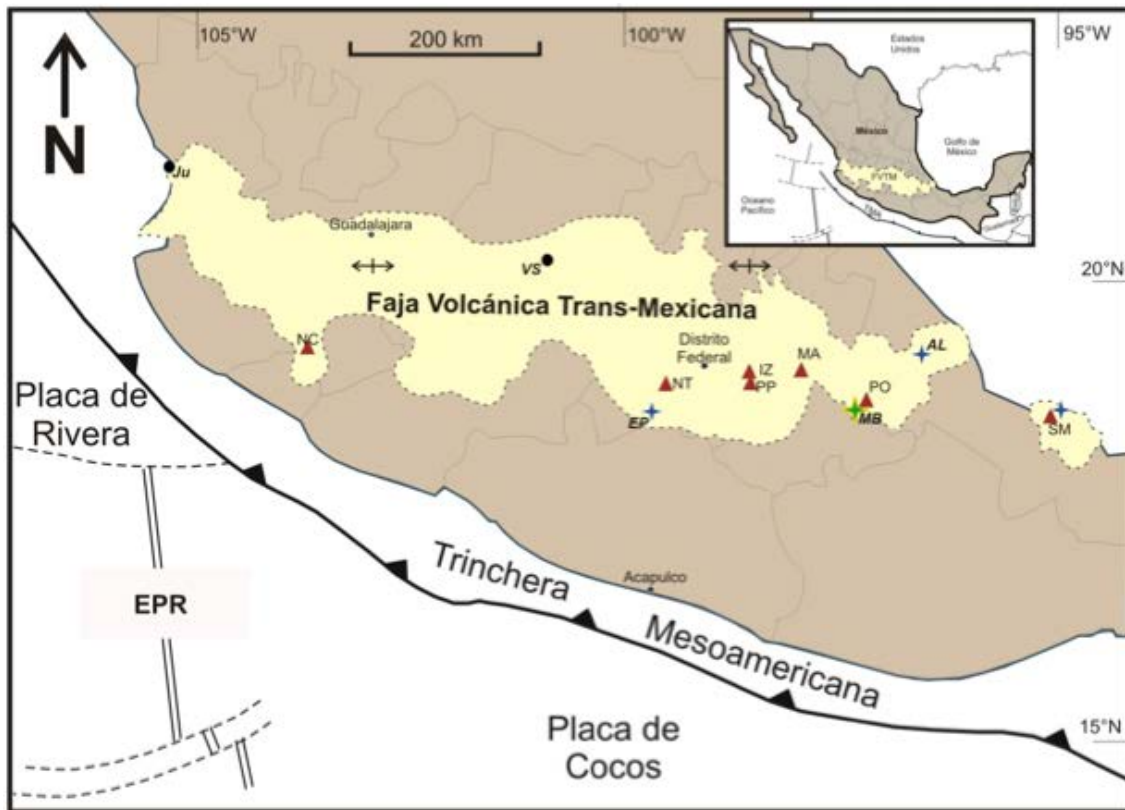 105°W
200 km
100°W
95°W
N
Estados
Unidos
México
Golfo de
México
FVTM
Oceano
Pacífico
Ju
Guadalajara
VS
20°N
Faja Volcánica Trans-Mexicana
Distrito
Federal
MA
AL
NC
IZ
NT
PP
PO
EP
MB
SM
Placa de
Rivera
EPR
Trinchera
Acapulco
Mesoamericana
Placa de
Cocos
15°N